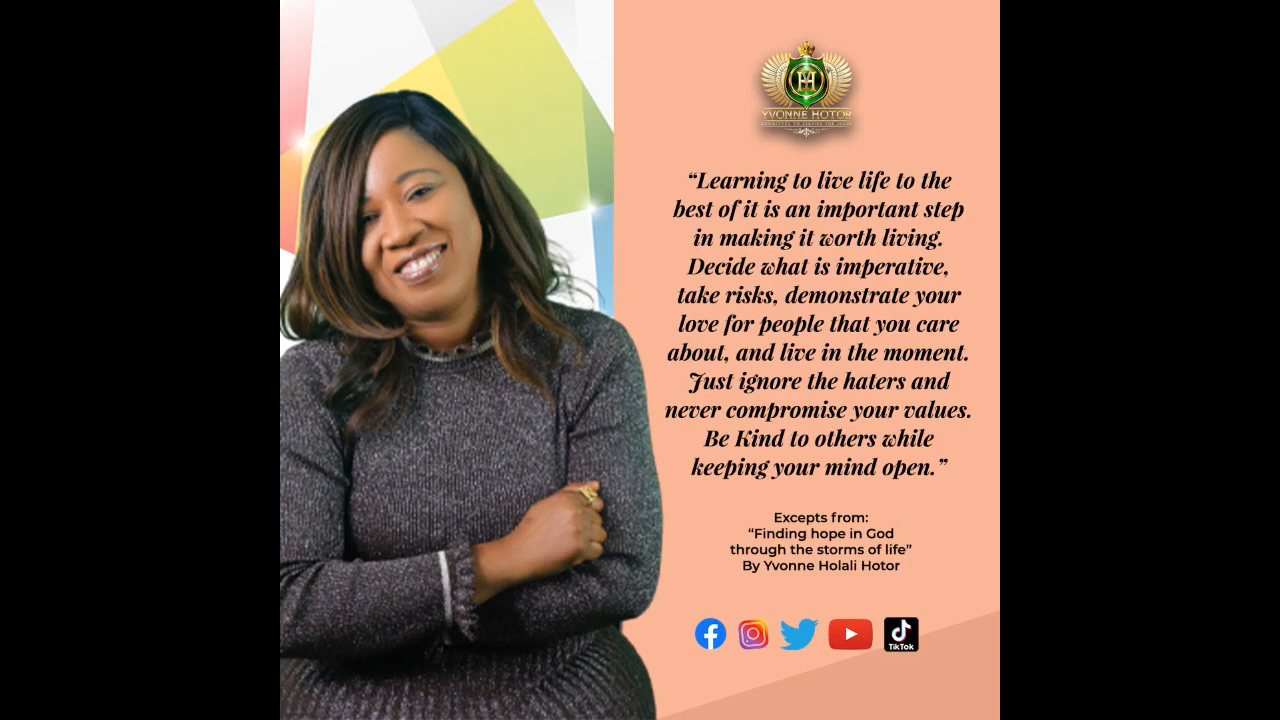 YVONNE HOTOR
“Learning to live life to the
best of it is an important step
in making it worth living.
Decide what is imperative,
take risks, demonstrate your
love for people that you care
about, and live in the moment.
Just ignore the haters and
never compromise your values.
Be Kind to others while
keeping your mind open.”
Excepts from:
“Finding hope in God
through the storms of life”
By Yvonne Holali Hotor
TikTok